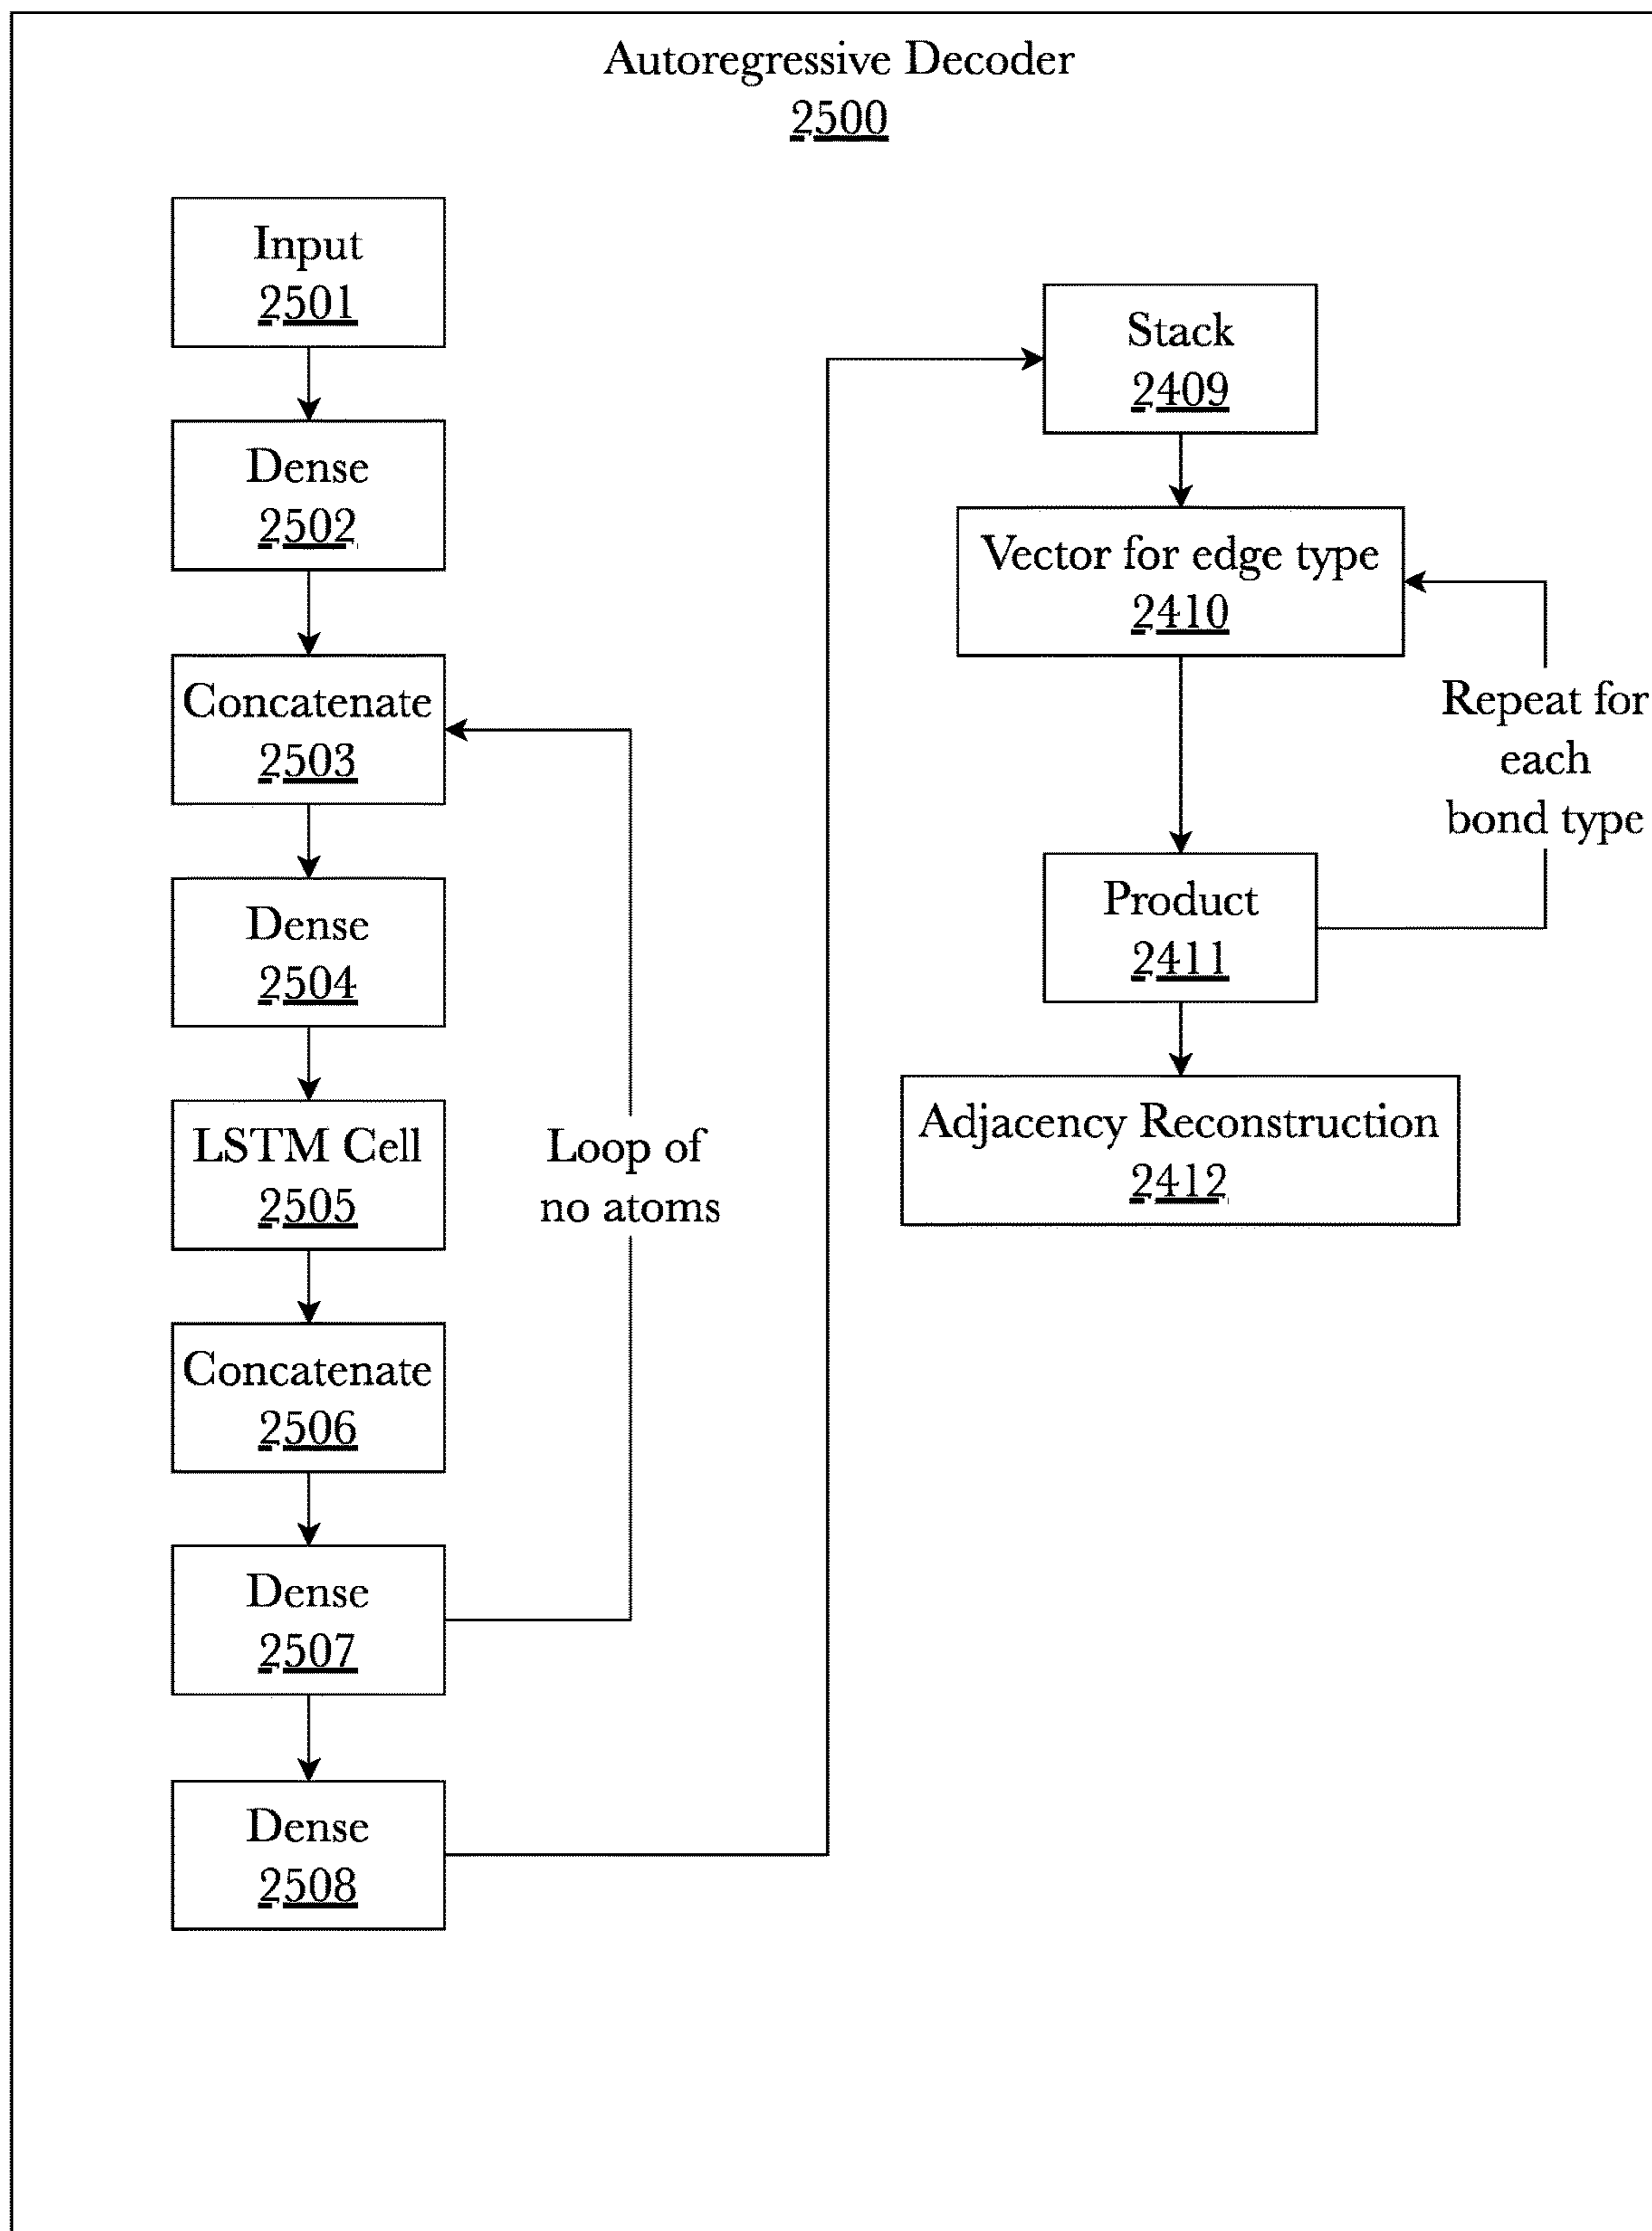 Autoregressive Decoder
2500
Input
2501
Dense
2502
Concatenate
2503
Dense
2504
LSTM Cell
2505
Concatenate
2506
Dense
2507
Dense
2508
Loop of
no atoms
Stack
2409
Vector for edge type
2410
Repeat for
each
bond type
Product
2411
Adjacency Reconstruction
2412